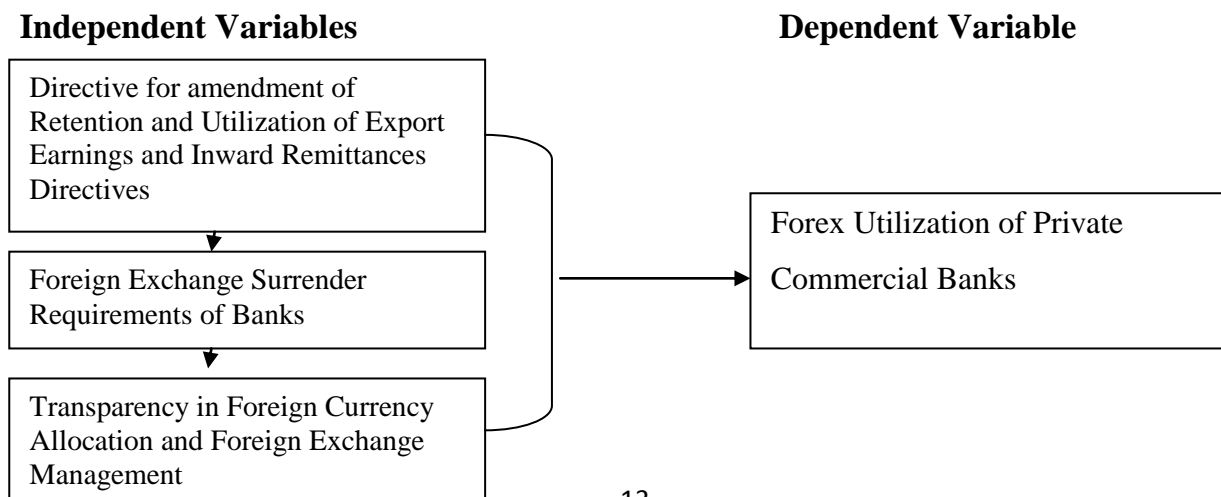 Independent Variables
Dependent Variable
Directive for amendment of
Retention and Utilization of Export
Earnings and Inward Remittances
Directives
Foreign Exchange Surrender
Requirements of Banks
Transparency in Foreign Currency
Allocation and Foreign Exchange
Management
Forex Utilization of Private
Commercial Banks